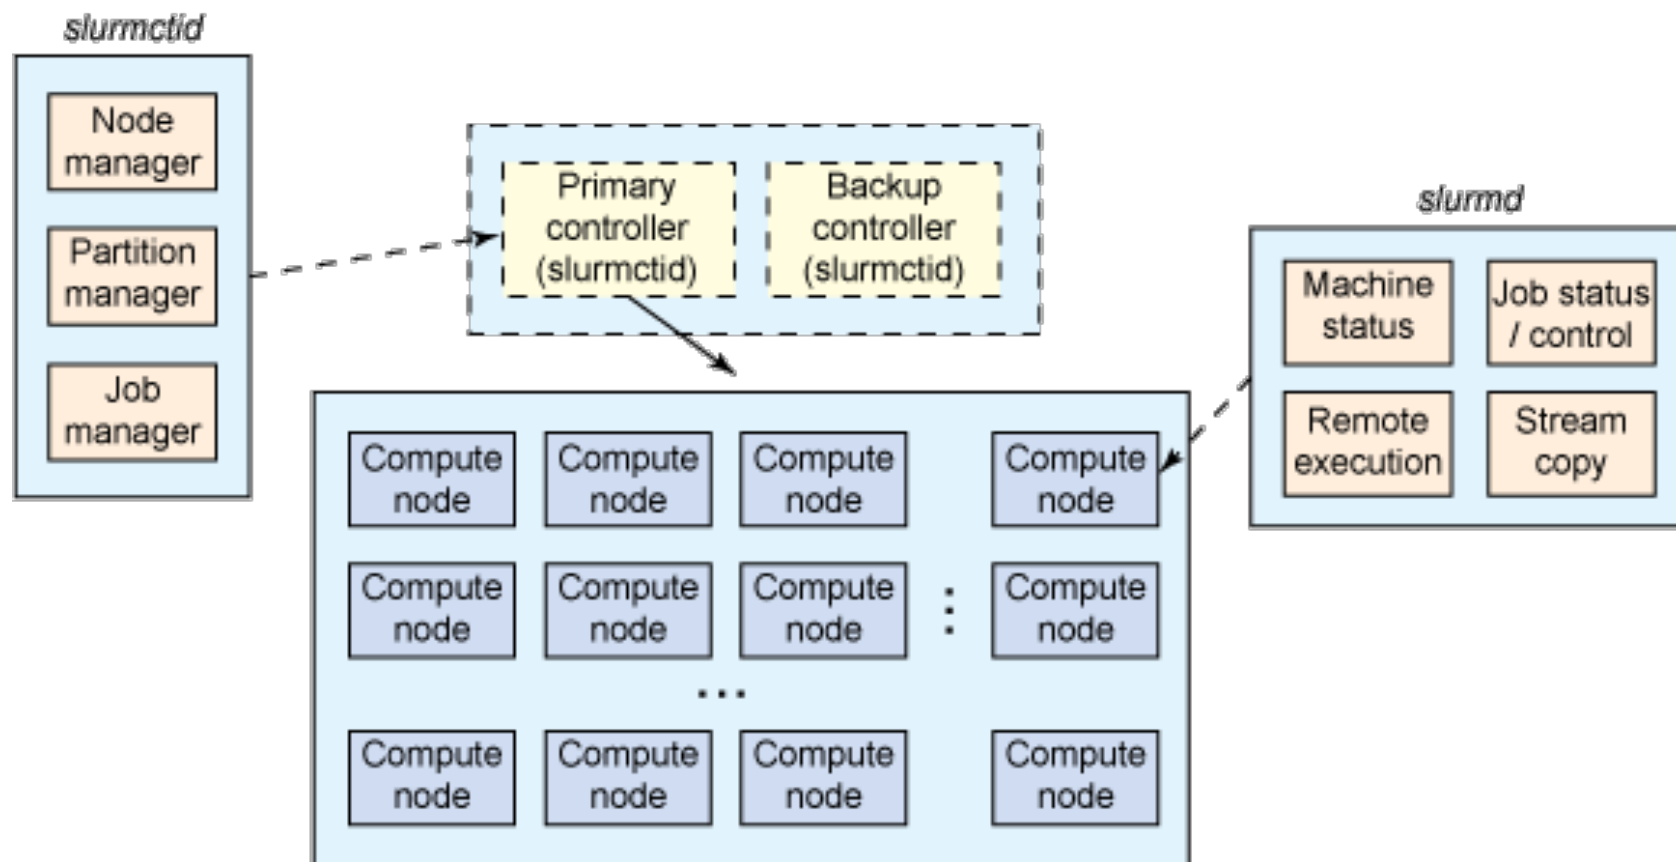 slurmctld
Node
manager
Partition
manager
Job
manager
Primary
controller
(slurmctld)
Backup
controller
(slurmctld)
slurmd
Machine
status
Job status
/ control
Remote
execution
Stream
copy
Compute
node
Compute
node
Compute
node
Compute
node
Compute
node
Compute
node
Compute
node
⋮
Compute
node
...
Compute
node
Compute
node
Compute
node
Compute
node